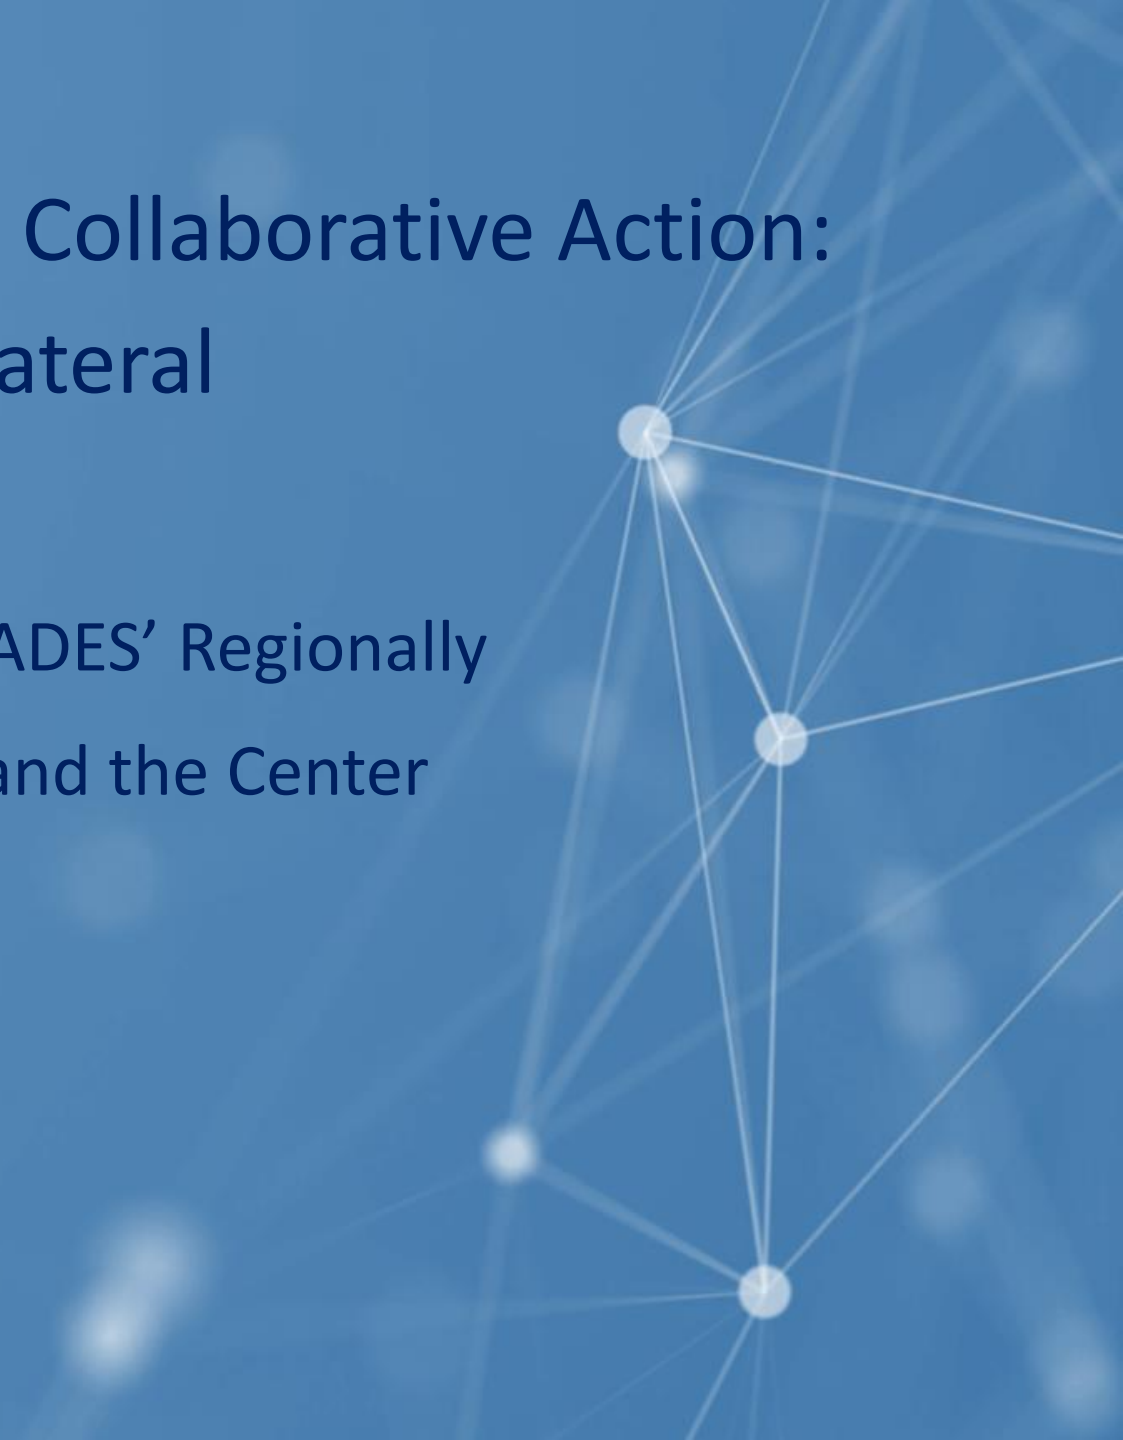 Collaborative Action:
ateral
ADES’ Regionally
and the Center